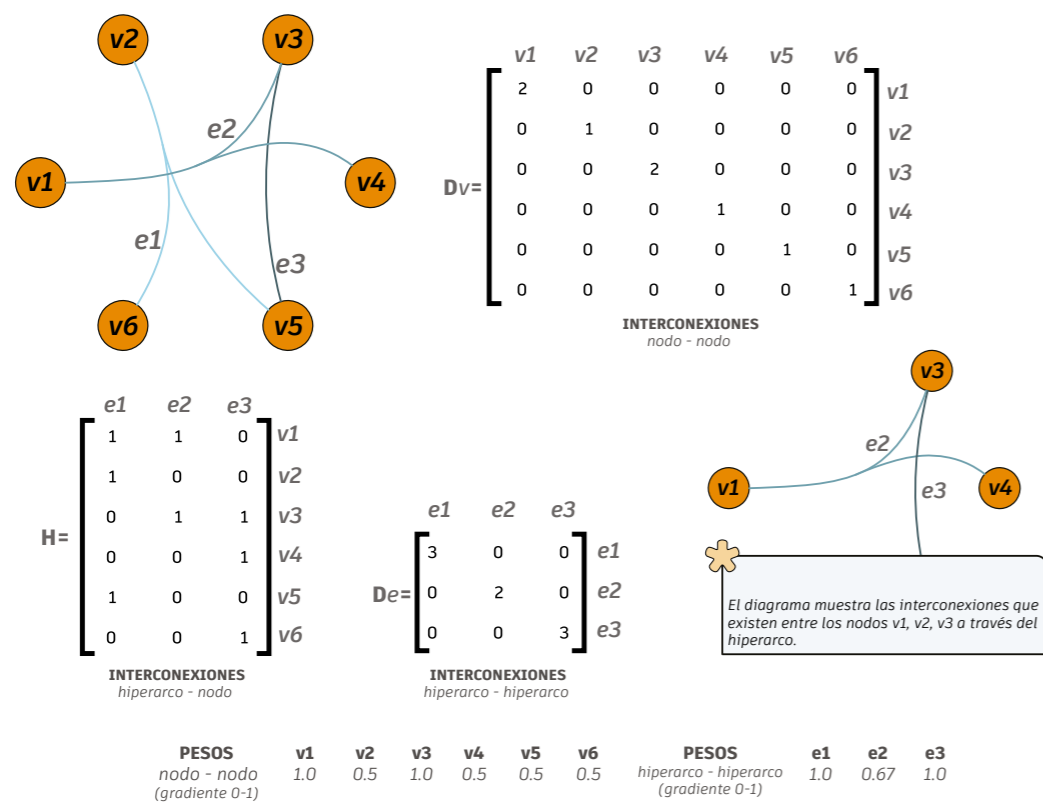 v2
v3
e2
v1
v4
e1
e3
v6
v5
v1 v2 v3 v4 v5 v6
2 0 0 0 0 0 v1
0 1 0 0 0 0 v2
0 0 2 0 0 0 v3
Dv=
0 0 0 1 0 0 v4
0 0 0 0 1 0 v5
0 0 0 0 0 1 v6
INTERCONEXIONES
nodo - nodo
e1 e2 e3
1 1 0 v1
1 0 0 v2
0 1 1 v3
H=
0 0 1 v4
1 0 0 v5
0 0 1 v6
INTERCONEXIONES
hiperarco - nodo
e1 e2 e3
3 0 0 e1
De= 0 2 0 e2
0 0 3 e3
INTERCONEXIONES
hiperarco - hiperarco
v3
e2
v1
e3
v4
El diagrama muestra las interconexiones que
existen entre los nodos v1, v2, v3 a través del
hiperarco.
PESOS v1 v2 v3 v4 v5 v6
nodo - nodo 1.0 0.5 1.0 0.5 0.5 0.5
(gradiente 0-1)
PESOS e1 e2 e3
hiperarco - hiperarco 1.0 0.67 1.0
(gradiente 0-1)